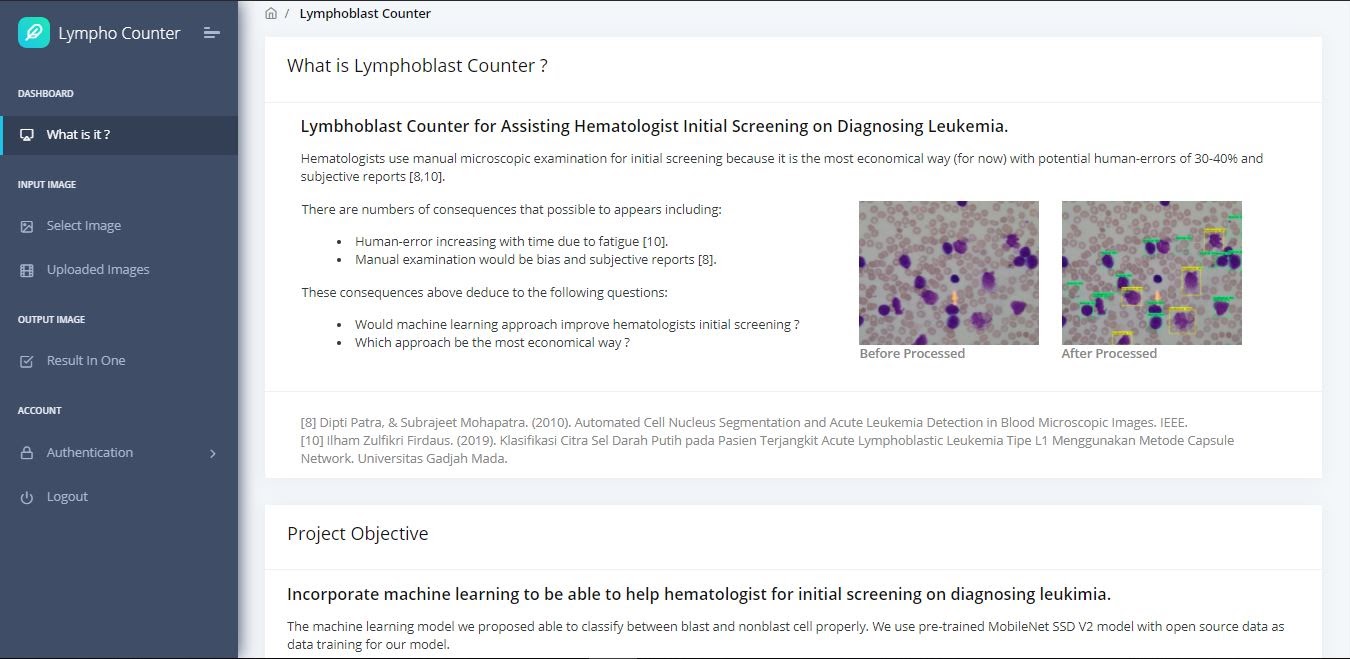 Lympho Counter
DASHBOARD
What is it ?
INPUT IMAGE
Select Image
Uploaded Images
OUTPUT IMAGE
Result In One
ACCOUNT
Authentication
Logout
/ Lymphoblast Counter
What is Lymphoblast Counter ?
Lymbhoblast Counter for Assisting Hematologist Initial Screening on Diagnosing Leukemia.
Hematologists use manual microscopic examination for initial screening because it is the most economical way (for now) with potential human-errors of 30-40% and
subjective reports [8,10].
There are numbers of consequences that possible to appears including:
• Human-error increasing with time due to fatigue [10].
• Manual examination would be bias and subjective reports [8].
These consequences above deduce to the following questions:
• Would machine learning approach improve hematologists initial screening ?
• Which approach be the most economical way ?
Before Processed
After Processed
[8] Dipti Patra, & Subrajeet Mohapatra. (2010). Automated Cell Nucleus Segmentation and Acute Leukemia Detection in Blood Microscopic Images. IEEE.
[10] Ilham Zulfikri Firdaus. (2019). Klasifikasi Citra Sel Darah Putih pada Pasien Terjangkit Acute Lymphoblastic Leukemia Tipe L1 Menggunakan Metode Capsule
Network. Universitas Gadjah Mada.
Project Objective
Incorporate machine learning to be able to help hematologist for initial screening on diagnosing leukimia.
The machine learning model we proposed able to classify between blast and nonblast cell properly. We use pre-trained MobileNet SSD V2 model with open source data as
data training for our model.